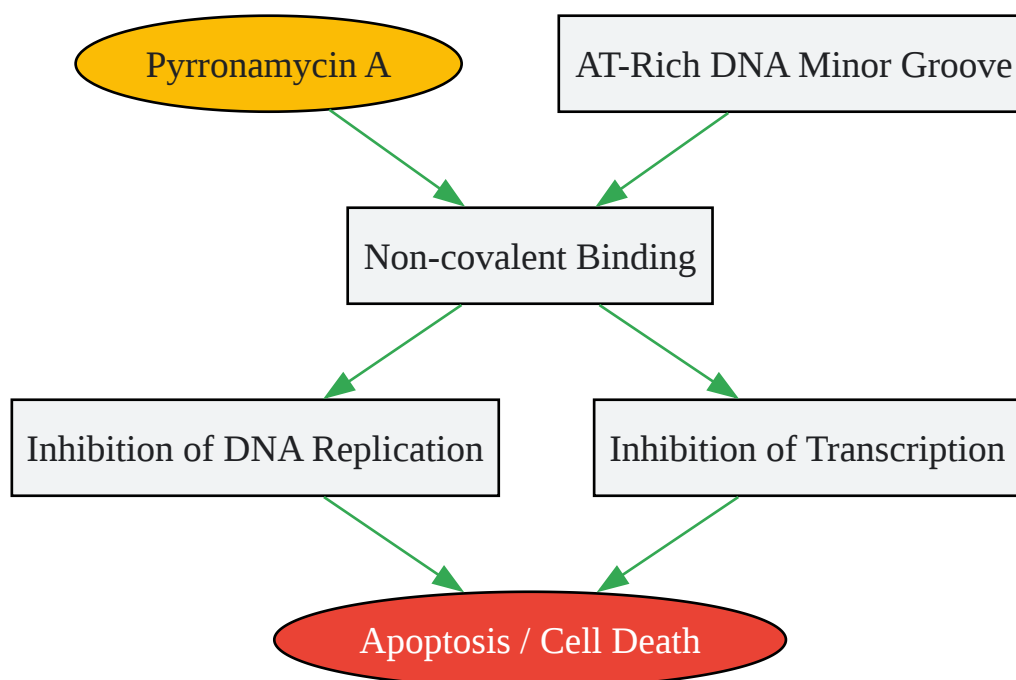 Pyrronamycin A
AT-Rich DNA Minor Groove
Non-covalent Binding
Inhibition of DNA Replication
Inhibition of Transcription
Apoptosis / Cell Death